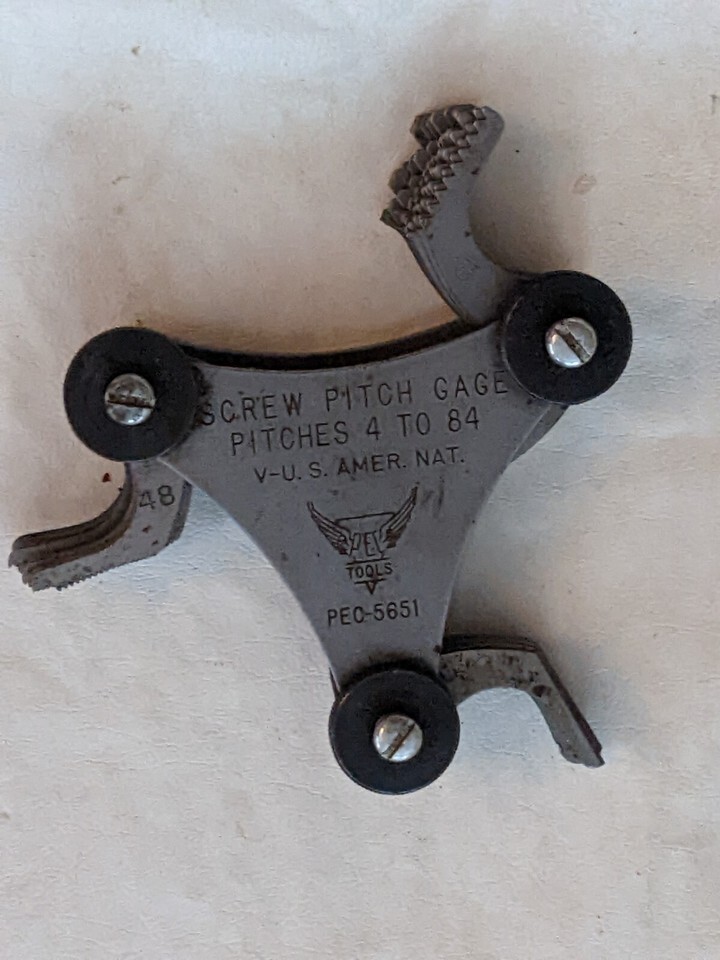 SCREW PITCH GAGE
PITCHES 4 TO 84
V-U.S. AMER. NAT.
48
PEC
TOOLS
PEC-5651